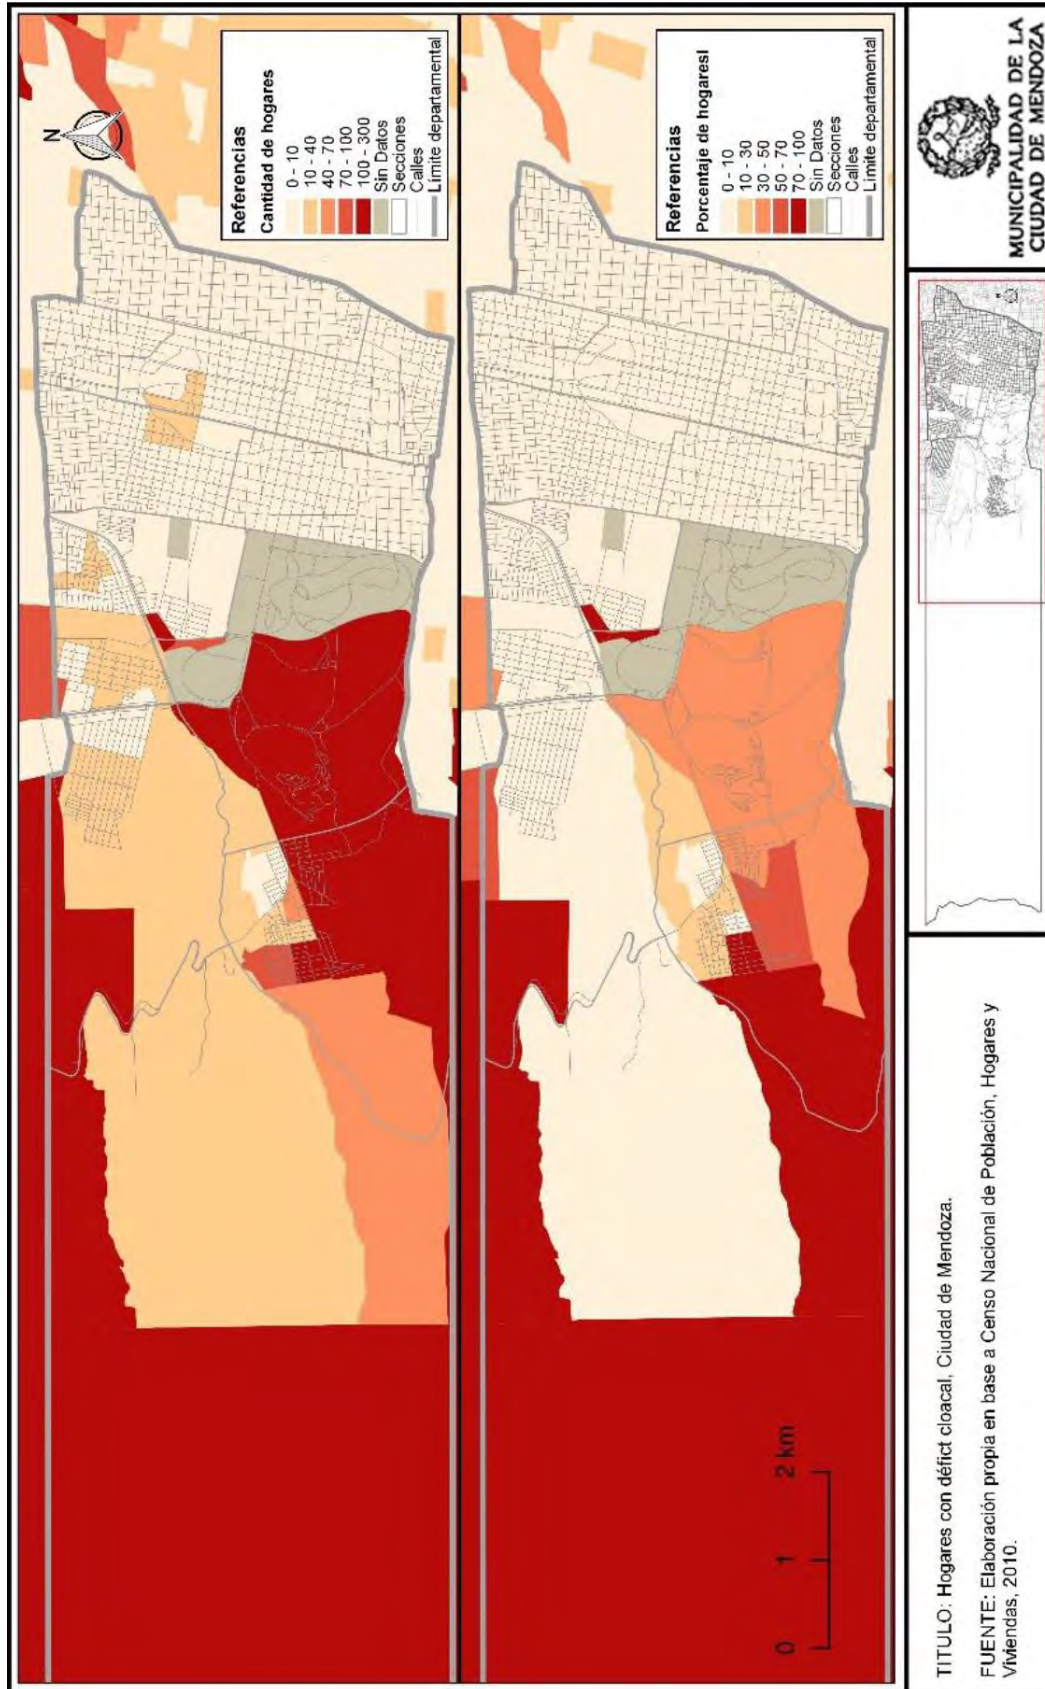 N
Referencias
Cantidad de hogares
0 - 10
10 - 40
40 - 70
70 - 100
100 - 300
Sin Datos
Secciones
Calles
Límite departamental
Referencias
Porcentaje de hogaresl
0 - 10
10 - 30
30 - 50
50 - 70
70 - 100
Sin Datos
Secciones
Calles
Límite departamental
0 1 2 km
TITULO: Hogares con défict cloacal, Ciudad de Mendoza.
FUENTE: Elaboración propia en base a Censo Nacional de Población, Hogares y
Viviendas, 2010.
MUNICIPALIDAD DE LA
CIUDAD DE MENDOZA